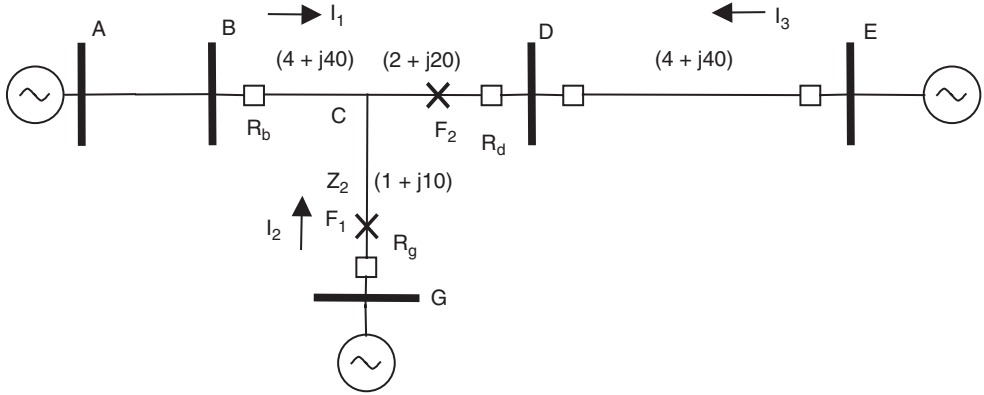 I1
I3
A
B
D
E
(4 + j40)
(2 + j20)
(4 + j40)
C
Rb
F2
Rd
Z2
(1 + j10)
I2
F1
Rg
G